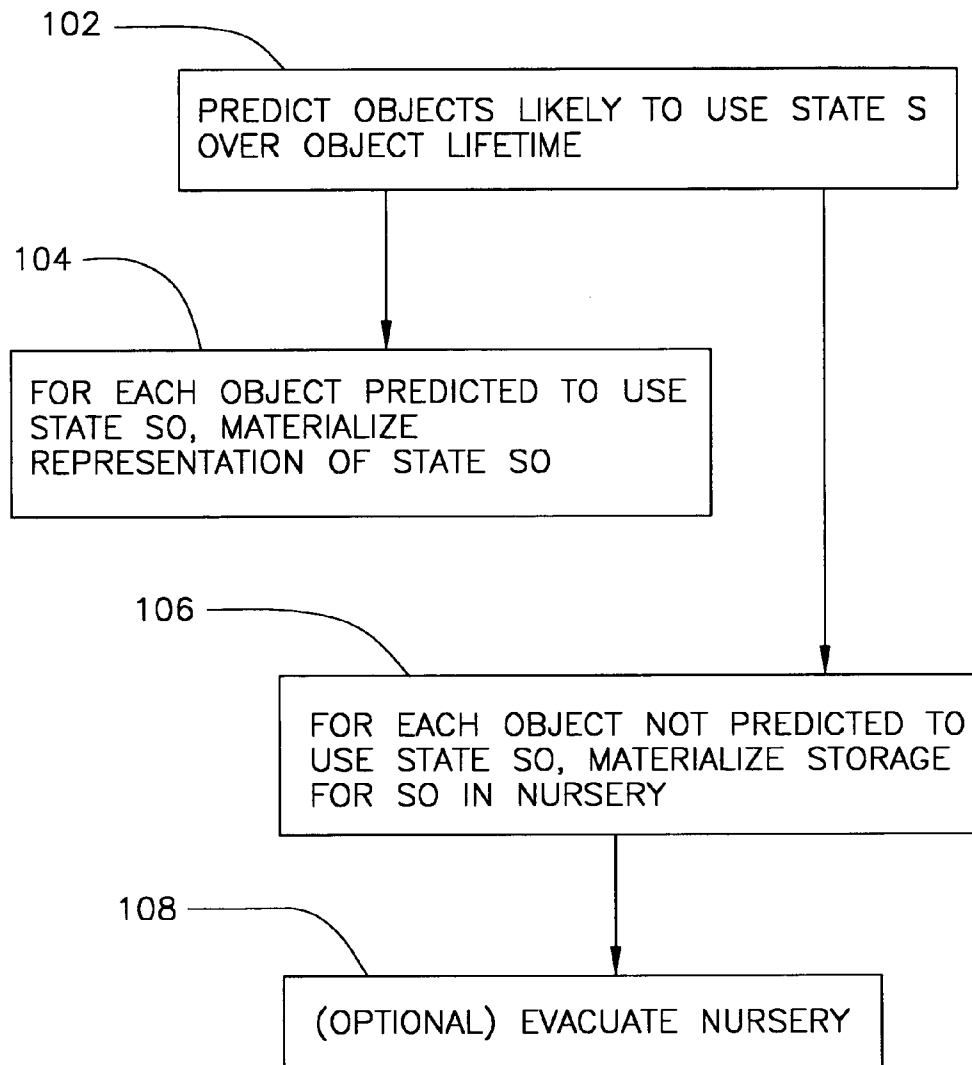 102
PREDICT OBJECTS LIKELY TO USE STATE S
OVER OBJECT LIFETIME
104
FOR EACH OBJECT PREDICTED TO USE
STATE SO, MATERIALIZE
REPRESENTATION OF STATE SO
106
FOR EACH OBJECT NOT PREDICTED TO
USE STATE SO, MATERIALIZE STORAGE
FOR SO IN NURSERY
108
(OPTIONAL) EVACUATE NURSERY